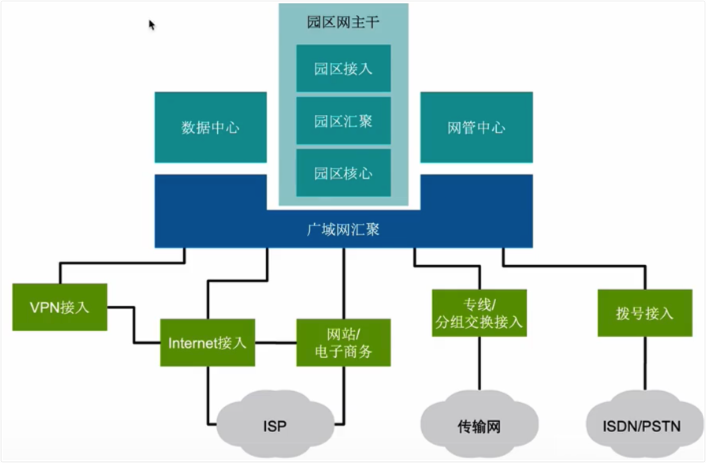 园区网主干
园区接入
数据中心
园区汇聚
网管中心
园区核心
广域网汇聚
VPN接入
Internet接入
网站/
电子商务
专线/
分组交换接入
拨号接入
ISP
传输网
ISDN/PSTN